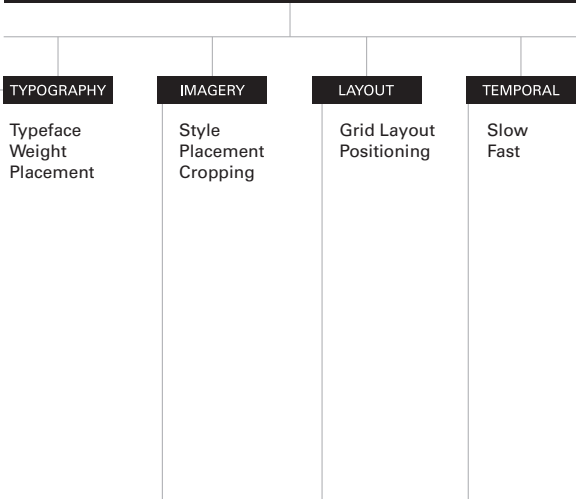 TYPOGRAPHY
Typeface
Weight
Placement
IMAGERY
Style
Placement
Cropping
LAYOUT
Grid Layout
Positioning
TEMPORAL
Slow
Fast